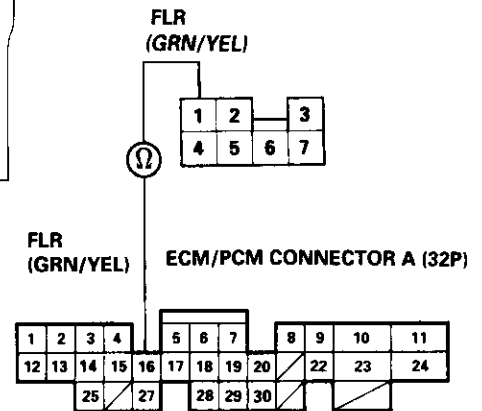 FLR
(GRN/YEL)
1 2 3
4 5 6 7
Ω
FLR
(GRN/YEL)
ECM/PCM CONNECTOR A (32P)
1 2 3 4 5 6 7 8 9 10 11
12 13 14 15 16 17 18 19 20 22 23 24
25 27 28 29 30